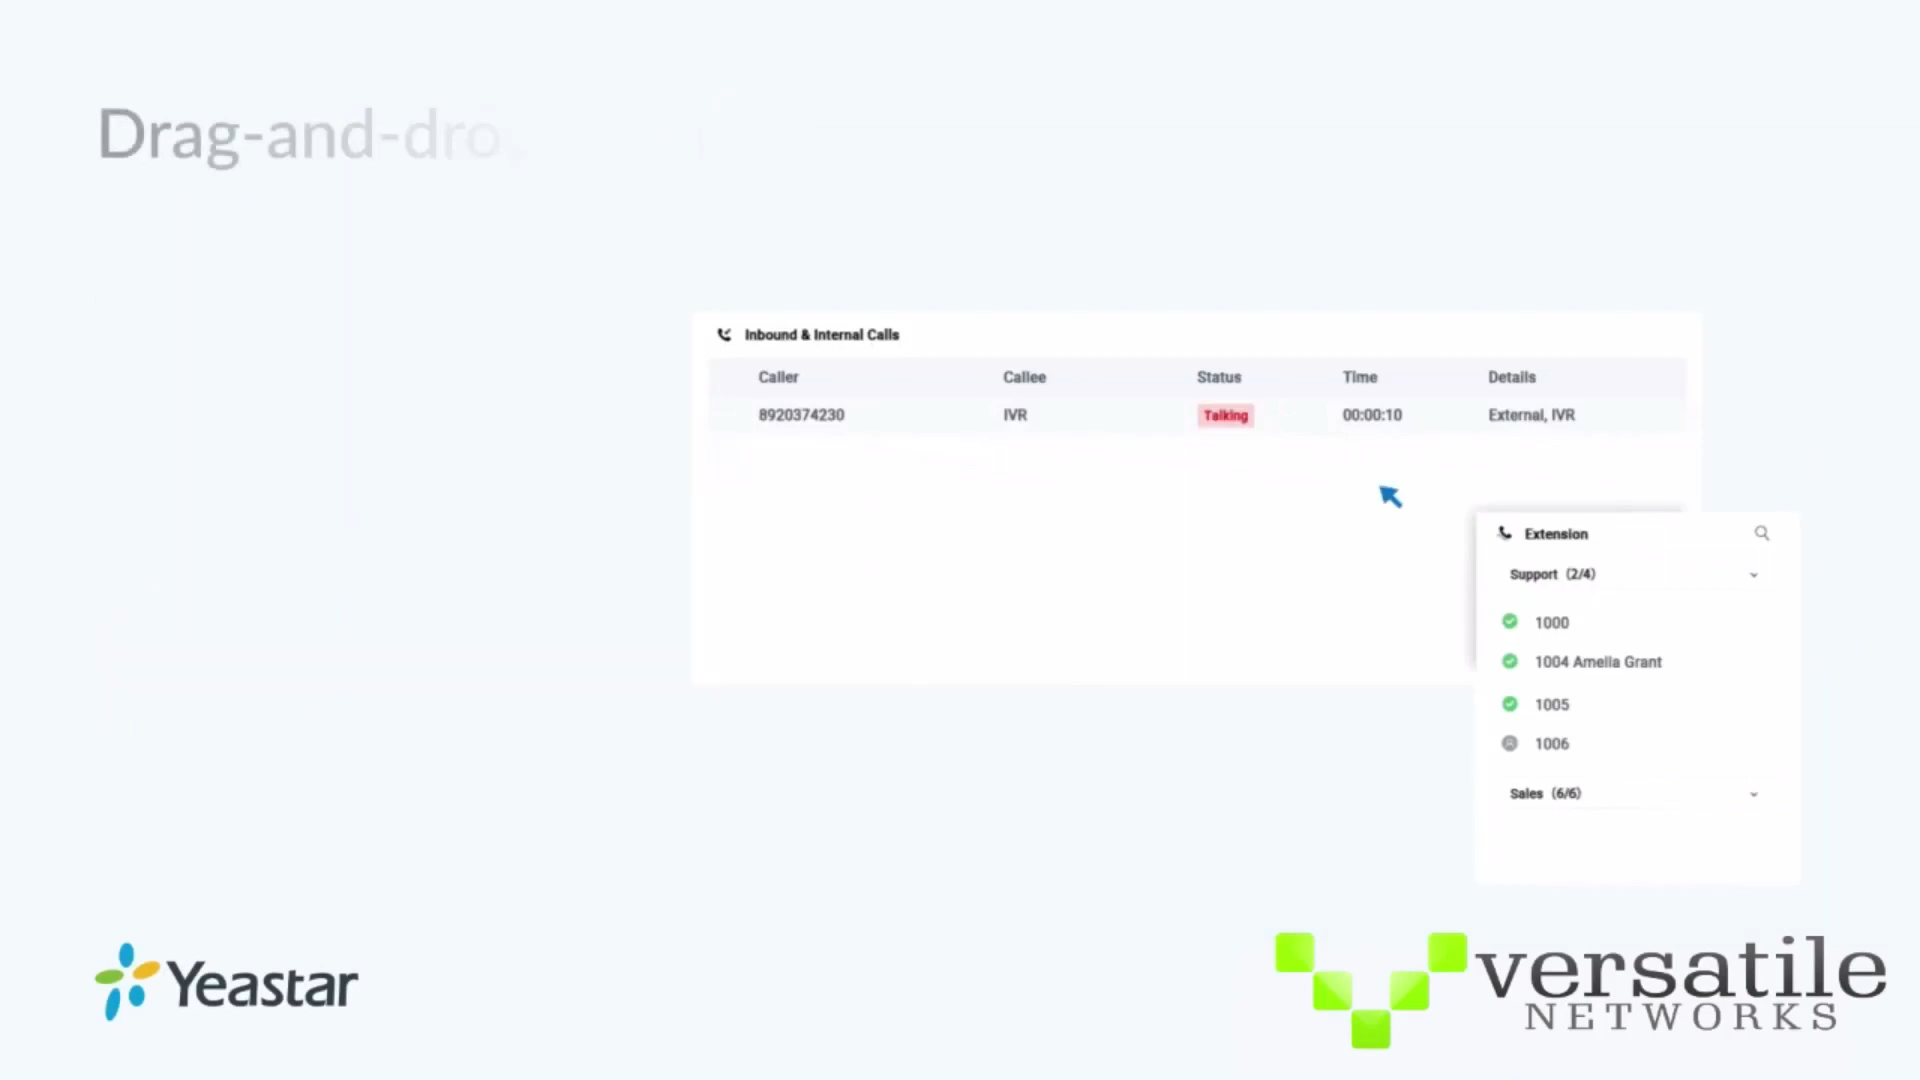 Drag-and-dro
Inbound & Internal Calls
Caller Callee Status Time Details
8920374230 IVR Talking 00:00:10 External, IVR
Extension
Support (2/4)
1000
1004 Amelia Grant
1005
1006
Sales (6/6)
Yeastar
versatile
NETWORKS